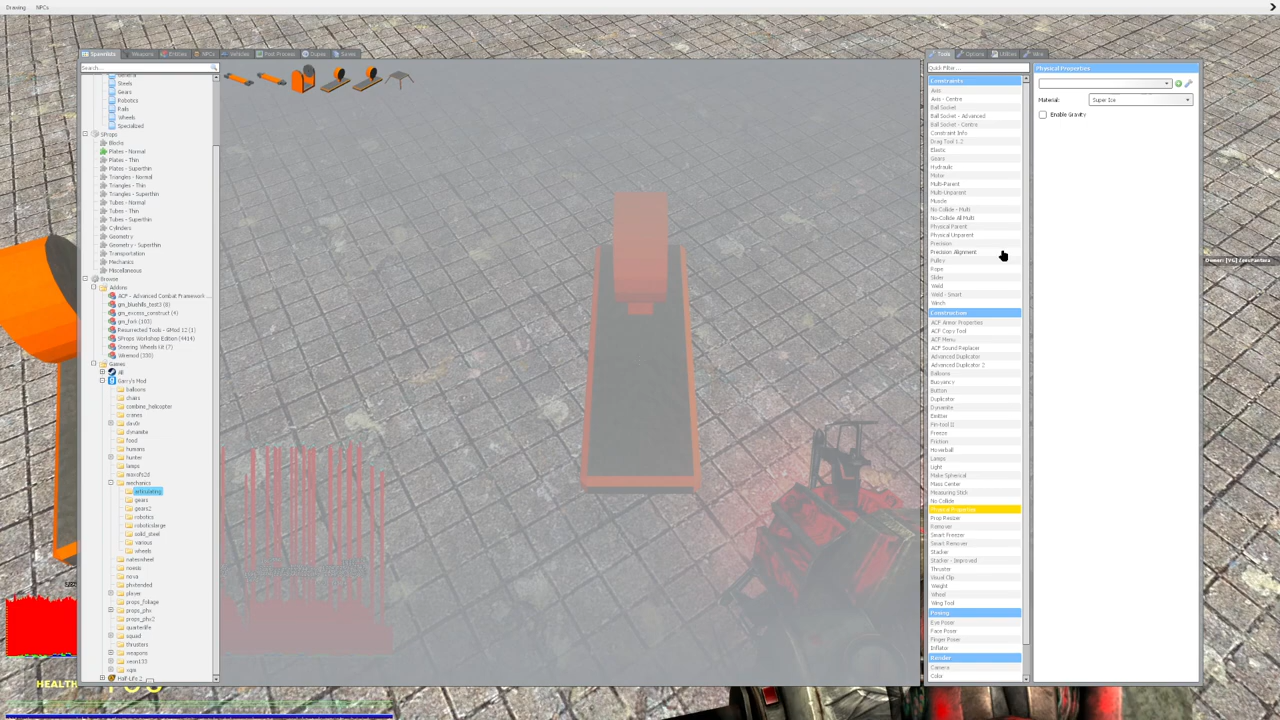 Drawing NPCs
Spawnlists Weapons Entities NPCs Vehicles Post Process Dupes Saves
Search...
General
Steels
Gears
Robotics
Rails
Wheels
Specialized
SProps
Blocks
Plates - Normal
Plates - Thin
Plates - Superthin
Triangles - Normal
Triangles - Thin
Triangles - Superthin
Tubes - Normal
Tubes - Thin
Tubes - Superthin
Cylinders
Geometry
Geometry - Superthin
Transportation
Mechanics
Miscellaneous
Browse
Addons
ACF - Advanced Combat Framework ...
gm_bluehills_test3 (8)
gm_excess_construct (4)
gm_fork (103)
Resurrected Tools - GMod 12 (1)
SProps Workshop Edition (4414)
Steering Wheels Kit (7)
Wiremod (330)
Games
All
Garry's Mod
balloons
chairs
combine_helicopter
cranes
dav0r
dynamite
food
humans
hunter
lamps
maxofs2d
mechanics
articulating
gears
gears2
robotics
roboticslarge
solid_steel
various
wheels
nateswheel
noesis
nova
phxtended
player
props_foliage
props_phx
props_phx2
quarterlife
squad
thrusters
weapons
xeon133
xqm
Half-Life 2
HEALTH
Tools Options Utilities Wire
Quick Filter...
Constraints
Axis
Axis - Centre
Ball Socket
Ball Socket - Advanced
Ball Socket - Centre
Constraint Info
Drag Tool 1.2
Elastic
Gears
Hydraulic
Motor
Multi-Parent
Multi-Unparent
Muscle
No Collide - Multi
No-Collide All Multi
Physical Parent
Physical Unparent
Precision
Precision Alignment
Pulley
Rope
Slider
Weld
Weld - Smart
Winch
Construction
ACF Armor Properties
ACF Copy Tool
ACF Menu
ACF Sound Replacer
Advanced Duplicator
Advanced Duplicator 2
Balloons
Buoyancy
Button
Duplicator
Dynamite
Emitter
Fin-tool II
Freeze
Friction
Hoverball
Lamps
Light
Make Spherical
Mass Center
Measuring Stick
No Collide
Physical Properties
Prop Resizer
Remover
Smart Freezer
Smart Remover
Stacker
Stacker - Improved
Thruster
Visual Clip
Weight
Wheel
Wing Tool
Posing
Eye Poser
Face Poser
Finger Poser
Inflator
Render
Camera
Color
Physical Properties
Material: Super Ice
Enable Gravity